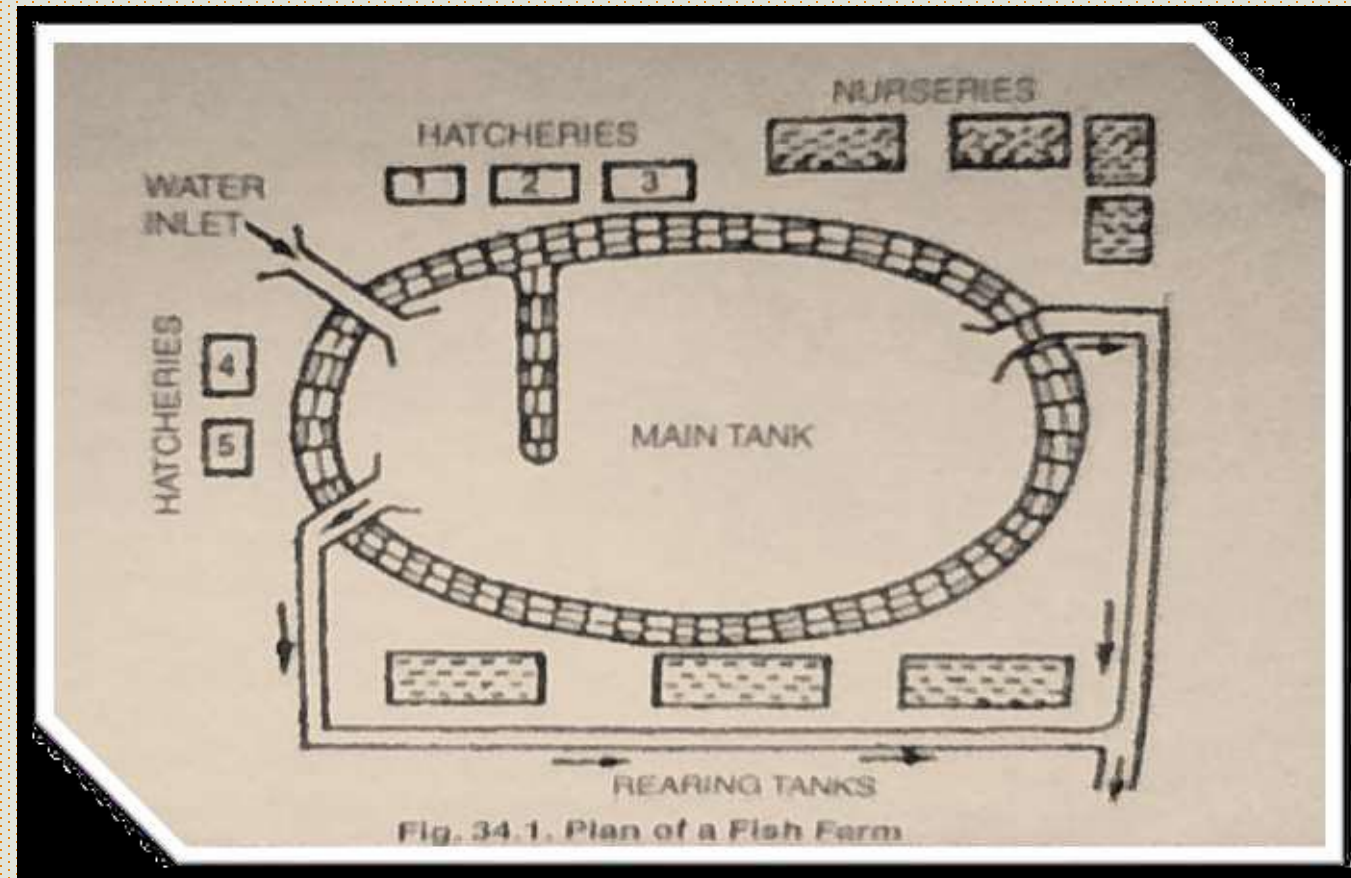 NURSERIES
HATCHERIES
1 2 3
WATER
INLET
HATCHERIES
4
5
MAIN TANK
REARING TANKS
Fig. 34.1. Plan of a Fish Farm